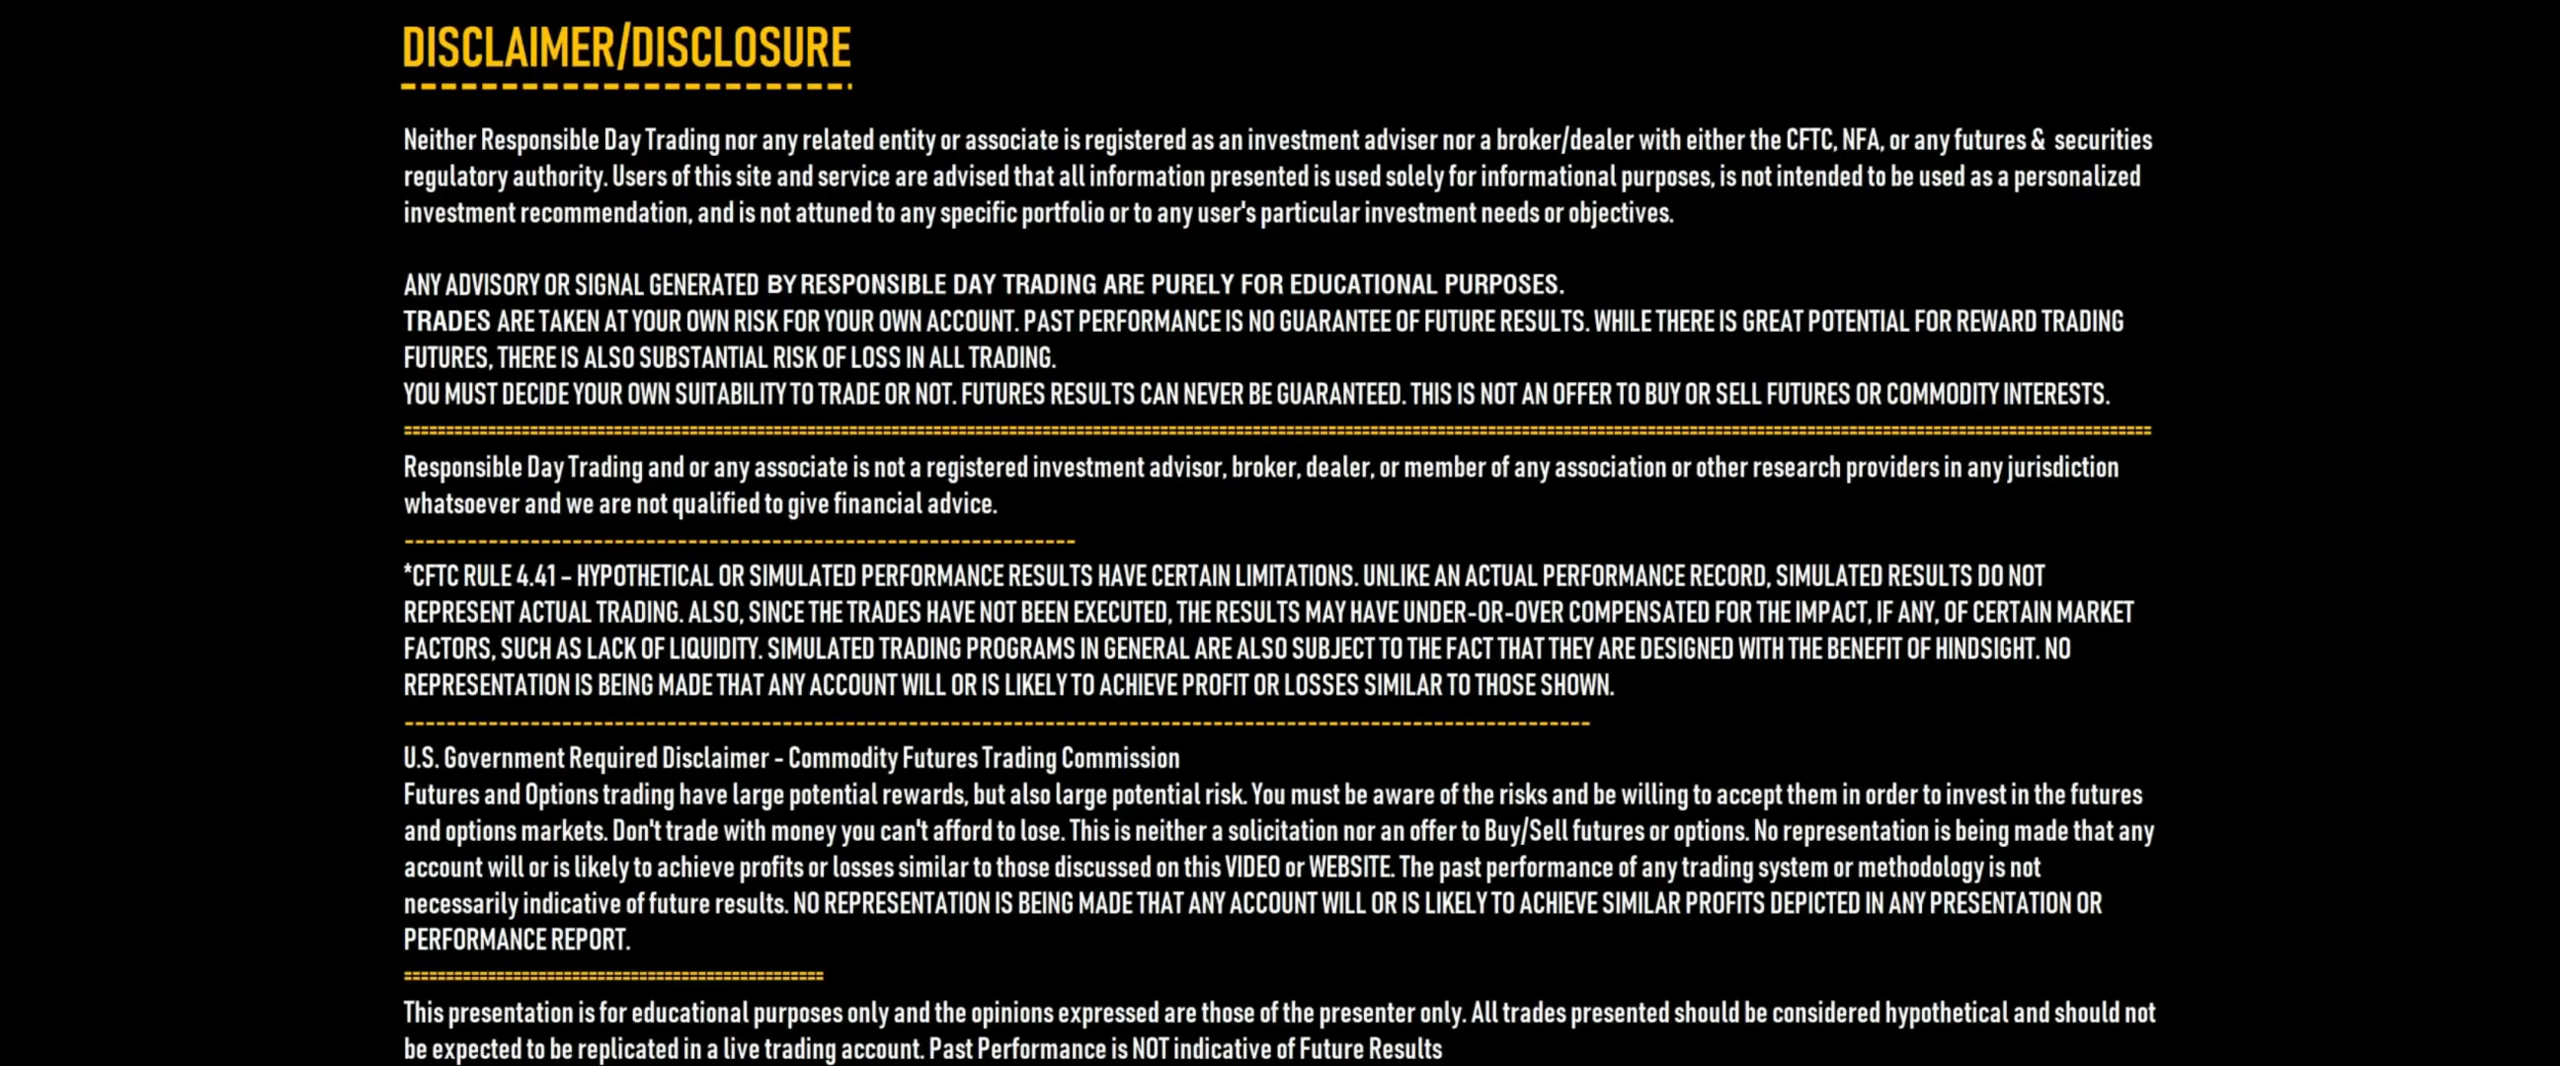 DISCLAIMER/DISCLOSURE
Neither Responsible Day Trading nor any related entity or associate is registered as an investment adviser nor a broker/dealer with either the CFTC, NFA, or any futures & securities
regulatory authority. Users of this site and service are advised that all information presented is used solely for informational purposes, is not intended to be used as a personalized
investment recommendation, and is not attuned to any specific portfolio or to any user's particular investment needs or objectives.
ANY ADVISORY OR SIGNAL GENERATED BY RESPONSIBLE DAY TRADING ARE PURELY FOR EDUCATIONAL PURPOSES.
TRADES ARE TAKEN AT YOUR OWN RISK FOR YOUR OWN ACCOUNT. PAST PERFORMANCE IS NO GUARANTEE OF FUTURE RESULTS. WHILE THERE IS GREAT POTENTIAL FOR REWARD TRADING
FUTURES, THERE IS ALSO SUBSTANTIAL RISK OF LOSS IN ALL TRADING.
YOU MUST DECIDE YOUR OWN SUITABILITY TO TRADE OR NOT. FUTURES RESULTS CAN NEVER BE GUARANTEED. THIS IS NOT AN OFFER TO BUY OR SELL FUTURES OR COMMODITY INTERESTS.
Responsible Day Trading and or any associate is not a registered investment advisor, broker, dealer, or member of any association or other research providers in any jurisdiction
whatsoever and we are not qualified to give financial advice.
*CFTC RULE 4.41 – HYPOTHETICAL OR SIMULATED PERFORMANCE RESULTS HAVE CERTAIN LIMITATIONS. UNLIKE AN ACTUAL PERFORMANCE RECORD, SIMULATED RESULTS DO NOT
REPRESENT ACTUAL TRADING. ALSO, SINCE THE TRADES HAVE NOT BEEN EXECUTED, THE RESULTS MAY HAVE UNDER-OR-OVER COMPENSATED FOR THE IMPACT, IF ANY, OF CERTAIN MARKET
FACTORS, SUCH AS LACK OF LIQUIDITY. SIMULATED TRADING PROGRAMS IN GENERAL ARE ALSO SUBJECT TO THE FACT THAT THEY ARE DESIGNED WITH THE BENEFIT OF HINDSIGHT. NO
REPRESENTATION IS BEING MADE THAT ANY ACCOUNT WILL OR IS LIKELY TO ACHIEVE PROFIT OR LOSSES SIMILAR TO THOSE SHOWN.
U.S. Government Required Disclaimer - Commodity Futures Trading Commission
Futures and Options trading have large potential rewards, but also large potential risk. You must be aware of the risks and be willing to accept them in order to invest in the futures
and options markets. Don't trade with money you can't afford to lose. This is neither a solicitation nor an offer to Buy/Sell futures or options. No representation is being made that any
account will or is likely to achieve profits or losses similar to those discussed on this VIDEO or WEBSITE. The past performance of any trading system or methodology is not
necessarily indicative of future results. NO REPRESENTATION IS BEING MADE THAT ANY ACCOUNT WILL OR IS LIKELY TO ACHIEVE SIMILAR PROFITS DEPICTED IN ANY PRESENTATION OR
PERFORMANCE REPORT.
This presentation is for educational purposes only and the opinions expressed are those of the presenter only. All trades presented should be considered hypothetical and should not
be expected to be replicated in a live trading account. Past Performance is NOT indicative of Future Results